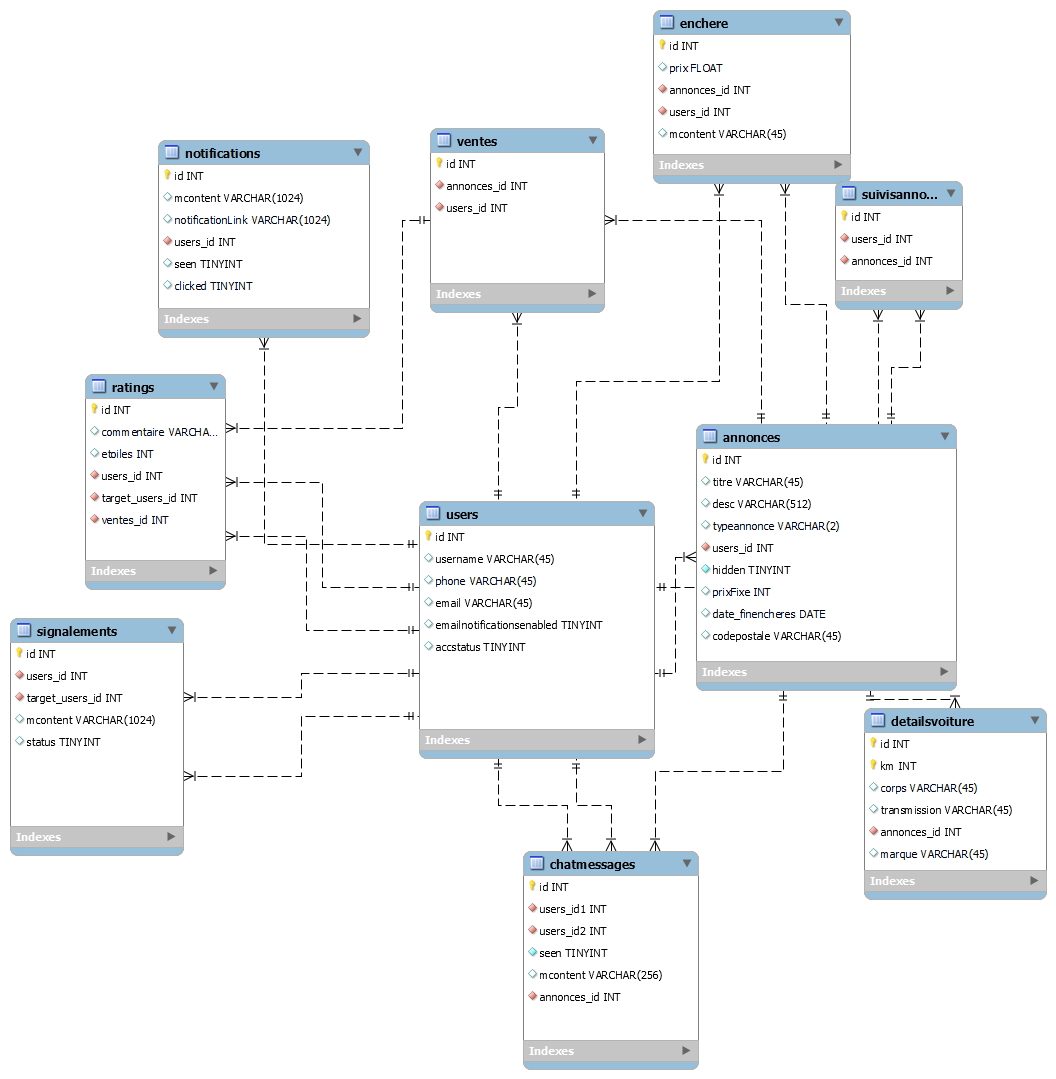 enchere
id INT
prix FLOAT
annonces_id INT
users_id INT
mcontent VARCHAR(45)
Indexes
ventes
id INT
annonces_id INT
users_id INT
Indexes
notifications
id INT
mcontent VARCHAR(1024)
notificationLink VARCHAR(1024)
users_id INT
seen TINYINT
clicked TINYINT
Indexes
suivisanno...
id INT
users_id INT
annonces_id INT
Indexes
ratings
id INT
commentaire VARCHA...
etoiles INT
users_id INT
target_users_id INT
ventes_id INT
Indexes
annonces
id INT
titre VARCHAR(45)
desc VARCHAR(512)
typeannonce VARCHAR(2)
users_id INT
hidden TINYINT
prixFixe INT
date_finencheres DATE
codepostale VARCHAR(45)
Indexes
users
id INT
username VARCHAR(45)
phone VARCHAR(45)
email VARCHAR(45)
emailnotificationsenabled TINYINT
accstatus TINYINT
Indexes
signalements
id INT
users_id INT
target_users_id INT
mcontent VARCHAR(1024)
status TINYINT
Indexes
detailsvoiture
id INT
km INT
corps VARCHAR(45)
transmission VARCHAR(45)
annonces_id INT
marque VARCHAR(45)
Indexes
chatmessages
id INT
users_id1 INT
users_id2 INT
seen TINYINT
mcontent VARCHAR(256)
annonces_id INT
Indexes